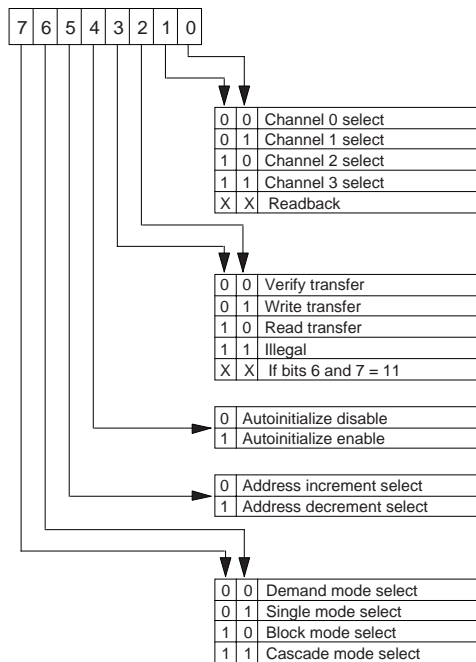 7 6 5 4 3 2 1 0
0 0 Channel 0 select
0 1 Channel 1 select
1 0 Channel 2 select
1 1 Channel 3 select
X X Readback
0 0 Verify transfer
0 1 Write transfer
1 0 Read transfer
1 1 Illegal
X X If bits 6 and 7 = 11
0 Autoinitialize disable
1 Autoinitialize enable
0 Address increment select
1 Address decrement select
0 0 Demand mode select
0 1 Single mode select
1 0 Block mode select
1 1 Cascade mode select